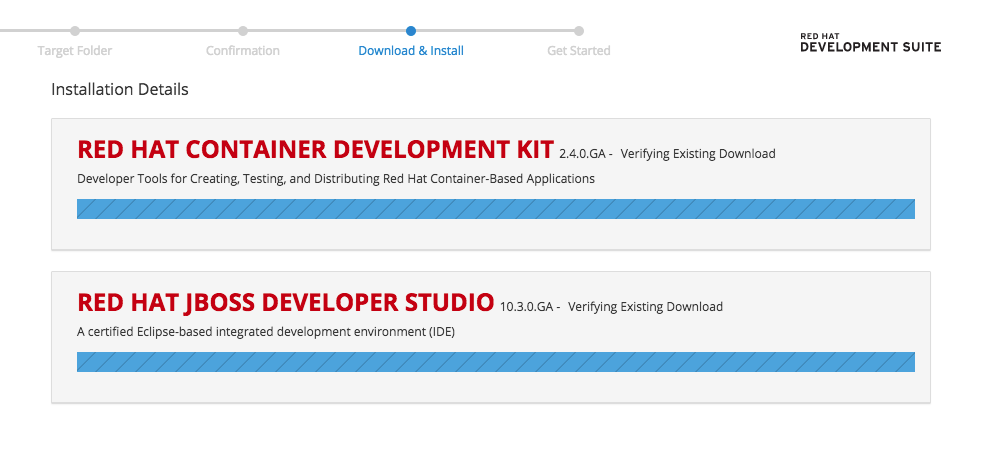 RED HAT
DEVELOPMENT SUITE
Target Folder
Confirmation
Download & Install
Get Started
Installation Details
RED HAT CONTAINER DEVELOPMENT KIT 2.4.0.GA - Verifying Existing Download
Developer Tools for Creating, Testing, and Distributing Red Hat Container-Based Applications
RED HAT JBOSS DEVELOPER STUDIO 10.3.0.GA - Verifying Existing Download
A certified Eclipse-based integrated development environment (IDE)